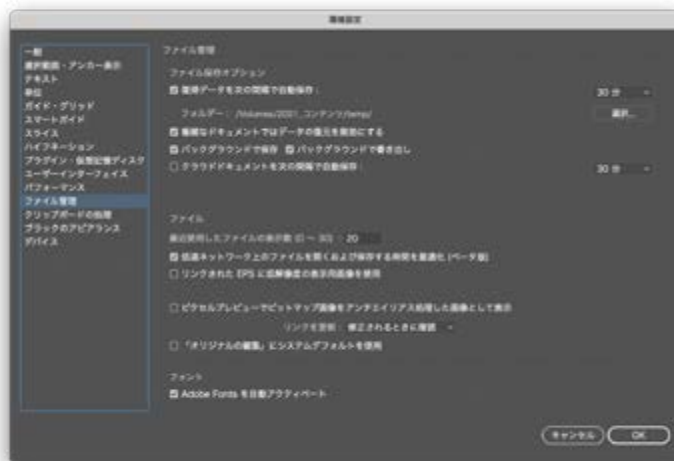 環境設定
一般
選択範囲・アンカー表示
テキスト
単位
ガイド・グリッド
スマートガイド
スライス
ハイフネーション
プラグイン・仮想記憶ディスク
ユーザーインターフェイス
パフォーマンス
ファイル管理
クリップボードの処理
ブラックのアピアランス
デバイス
ファイル管理
ファイル保存オプション
復帰データを次の間隔で自動保存： 30 分
フォルダー： /Volumes/2021_コンテンツ/temp/ 選択...
複雑なドキュメントではデータの復元を無効にする
バックグラウンドで保存 バックグラウンドで書き出し
クラウドドキュメントを次の間隔で自動保存： 30 分
ファイル
最近使用したファイルの表示数 (0 〜 30)： 20
低速ネットワーク上のファイルを開くおよび保存する時間を最適化 (ベータ版)
リンクされた EPS に低解像度の表示用画像を使用
ピクセルプレビューでビットマップ画像をアンチエイリアス処理した画像として表示
リンクを更新： 修正されるときに確認
「オリジナルの編集」にシステムデフォルトを使用
フォント
Adobe Fonts を自動アクティベート
キャンセル OK